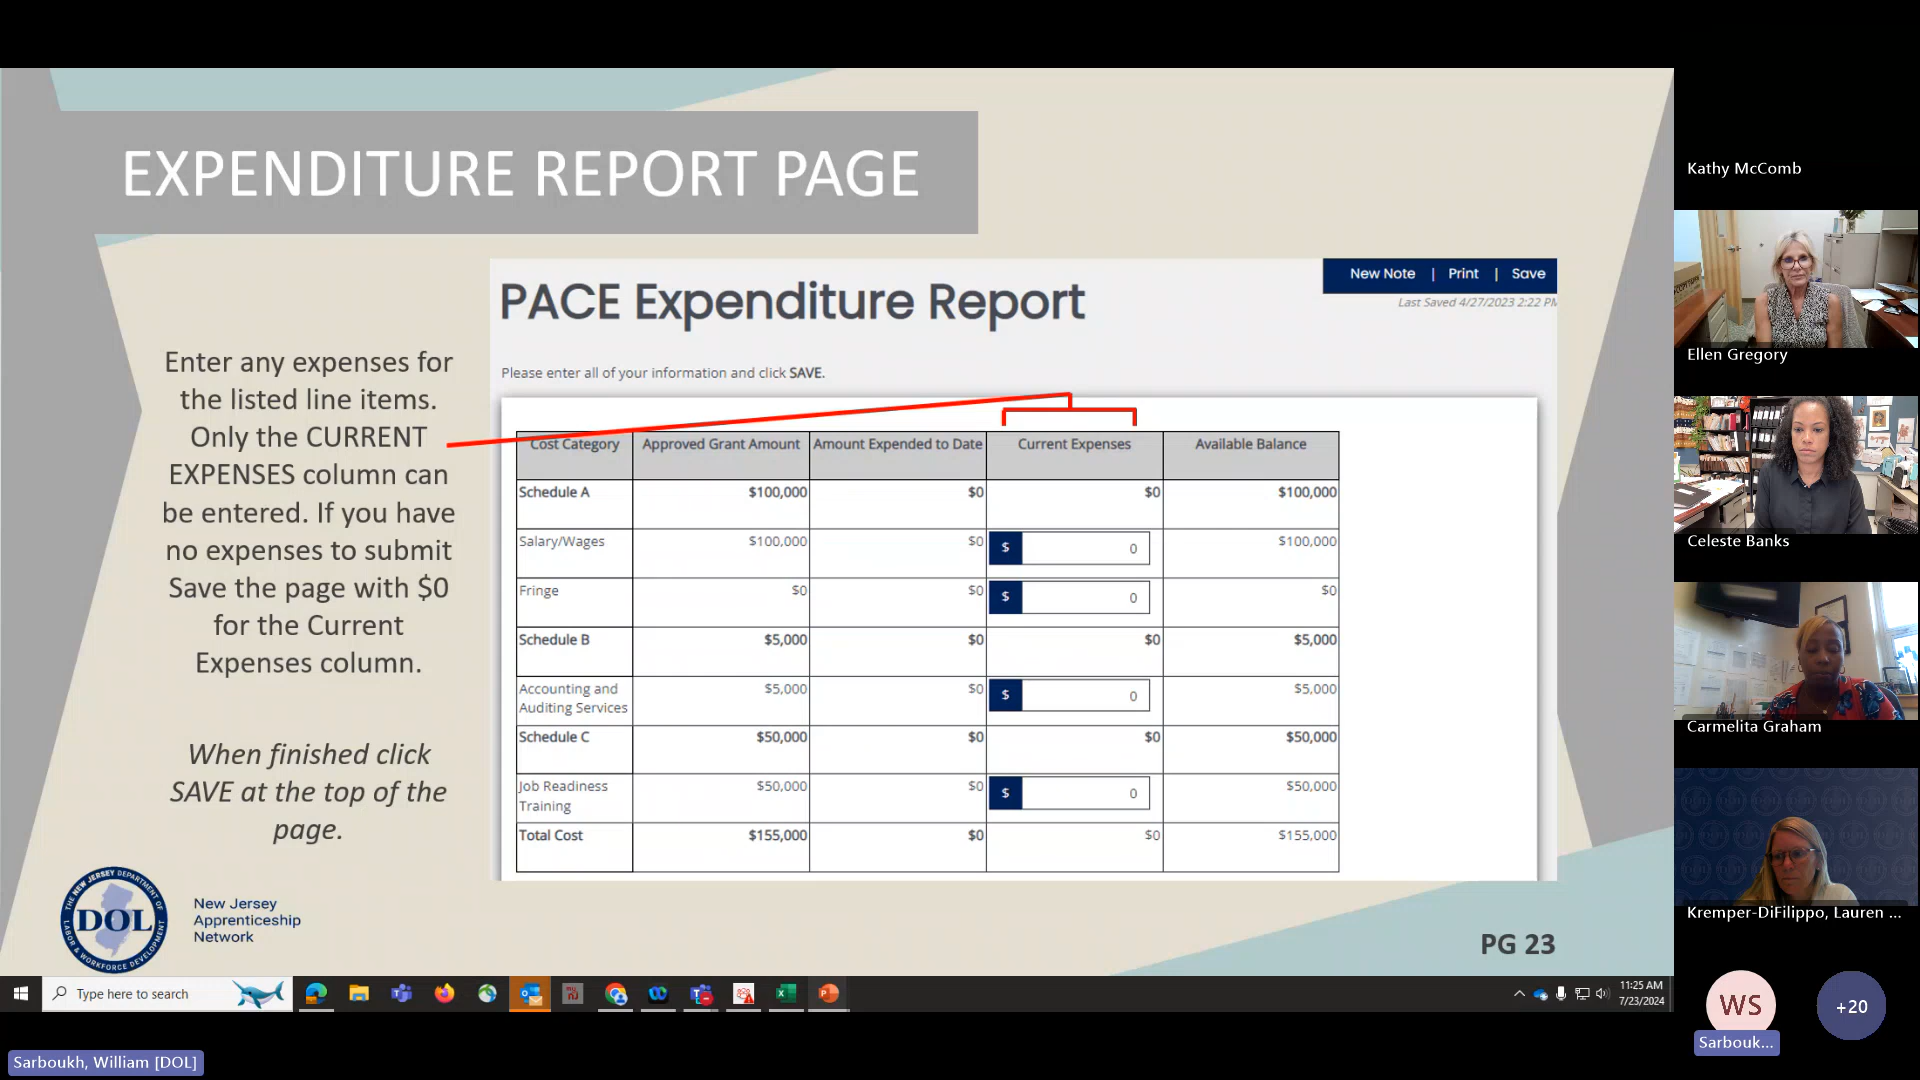 EXPENDITURE REPORT PAGE
Enter any expenses for
the listed line items.
Only the CURRENT
EXPENSES column can
be entered. If you have
no expenses to submit
Save the page with $0
for the Current
Expenses column.
When finished click
SAVE at the top of the
page.
New Note | Print | Save
Last Saved 4/27/2023 2:22 PM
PACE Expenditure Report
Please enter all of your information and click SAVE.
Cost Category Approved Grant Amount Amount Expended to Date Current Expenses Available Balance
Schedule A $100,000 $0 $0 $100,000
Salary/Wages $100,000 $0 $ 0 $100,000
Fringe $0 $0 $ 0 $0
Schedule B $5,000 $0 $0 $5,000
Accounting and $5,000 $0 $ 0 $5,000
Auditing Services
Schedule C $50,000 $0 $0 $50,000
Job Readiness $50,000 $0 $ 0 $50,000
Training
Total Cost $155,000 $0 $0 $155,000
THE NEW JERSEY DEPARTMENT OF
DOL
LABOR & WORKFORCE DEVELOPMENT
New Jersey
Apprenticeship
Network
PG 23
Type here to search
11:25 AM
7/23/2024
Kathy McComb
Ellen Gregory
Celeste Banks
Carmelita Graham
Kremper-DiFilippo, Lauren ...
WS
+20
Sarbouk...
Sarboukh, William [DOL]